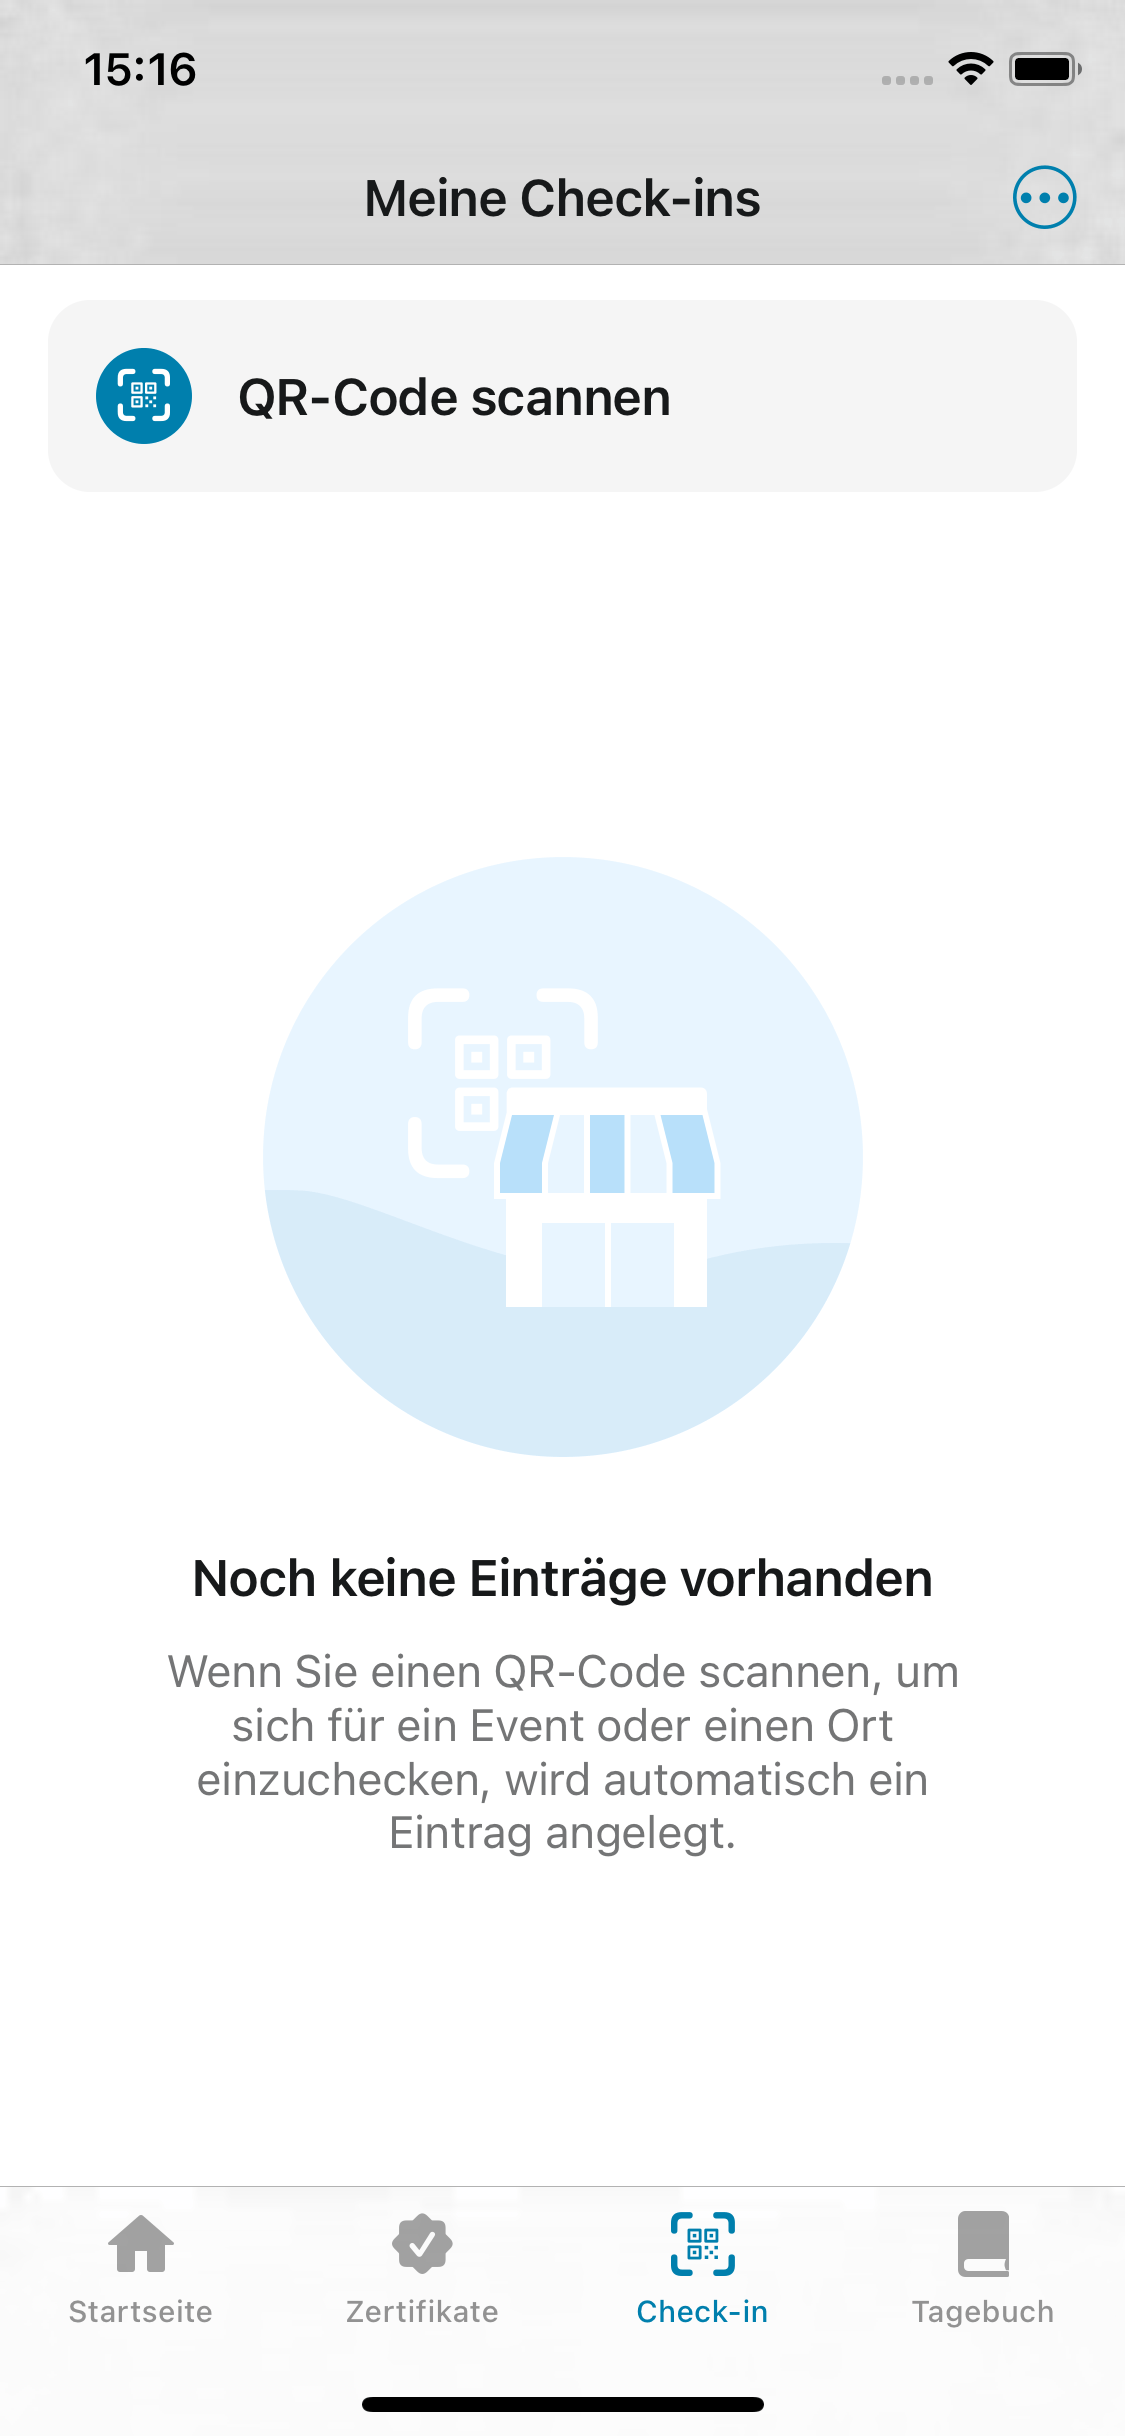 15:16
Meine Check-ins
QR-Code scannen
Noch keine Einträge vorhanden
Wenn Sie einen QR-Code scannen, um
sich für ein Event oder einen Ort
einzuchecken, wird automatisch ein
Eintrag angelegt.
Startseite
Zertifikate
Check-in
Tagebuch